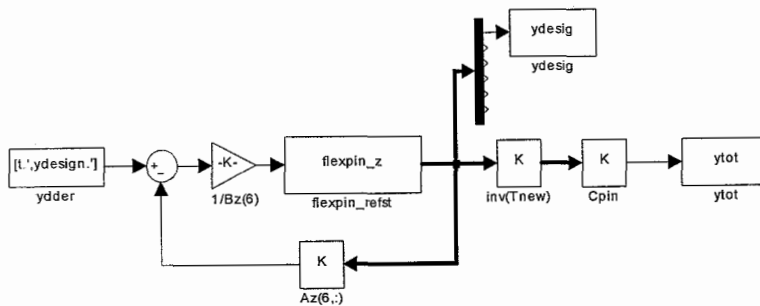 ydesig
ydesig
[t.',ydesign.']
ydder
+
-
-K-
1/Bz(6)
flexpin_z
flexpin_refst
K
inv(Tnew)
K
Cpin
ytot
ytot
K
Az(6,:)